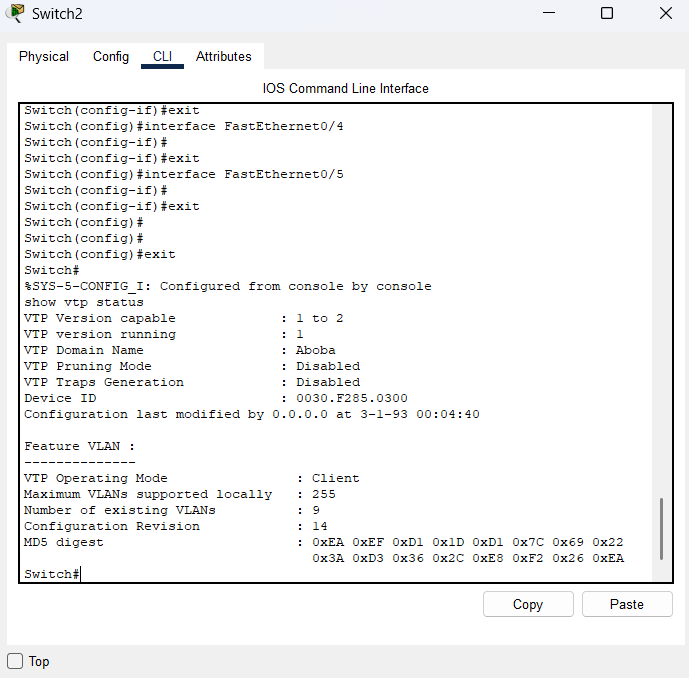 Switch2
Physical Config CLI Attributes
IOS Command Line Interface
Switch(config-if)#exit
Switch(config)#interface FastEthernet0/4
Switch(config-if)#
Switch(config-if)#exit
Switch(config)#interface FastEthernet0/5
Switch(config-if)#
Switch(config-if)#exit
Switch(config)#
Switch(config)#
Switch(config)#exit
Switch#
%SYS-5-CONFIG_I: Configured from console by console
show vtp status
VTP Version capable : 1 to 2
VTP version running : 1
VTP Domain Name : Aboba
VTP Pruning Mode : Disabled
VTP Traps Generation : Disabled
Device ID : 0030.F285.0300
Configuration last modified by 0.0.0.0 at 3-1-93 00:04:40
Feature VLAN :
--------------
VTP Operating Mode : Client
Maximum VLANs supported locally : 255
Number of existing VLANs : 9
Configuration Revision : 14
MD5 digest : 0xEA 0xEF 0xD1 0x1D 0xD1 0x7C 0x69 0x22
0x3A 0xD3 0x36 0x2C 0xE8 0xF2 0x26 0xEA
Switch#
Copy Paste
Top